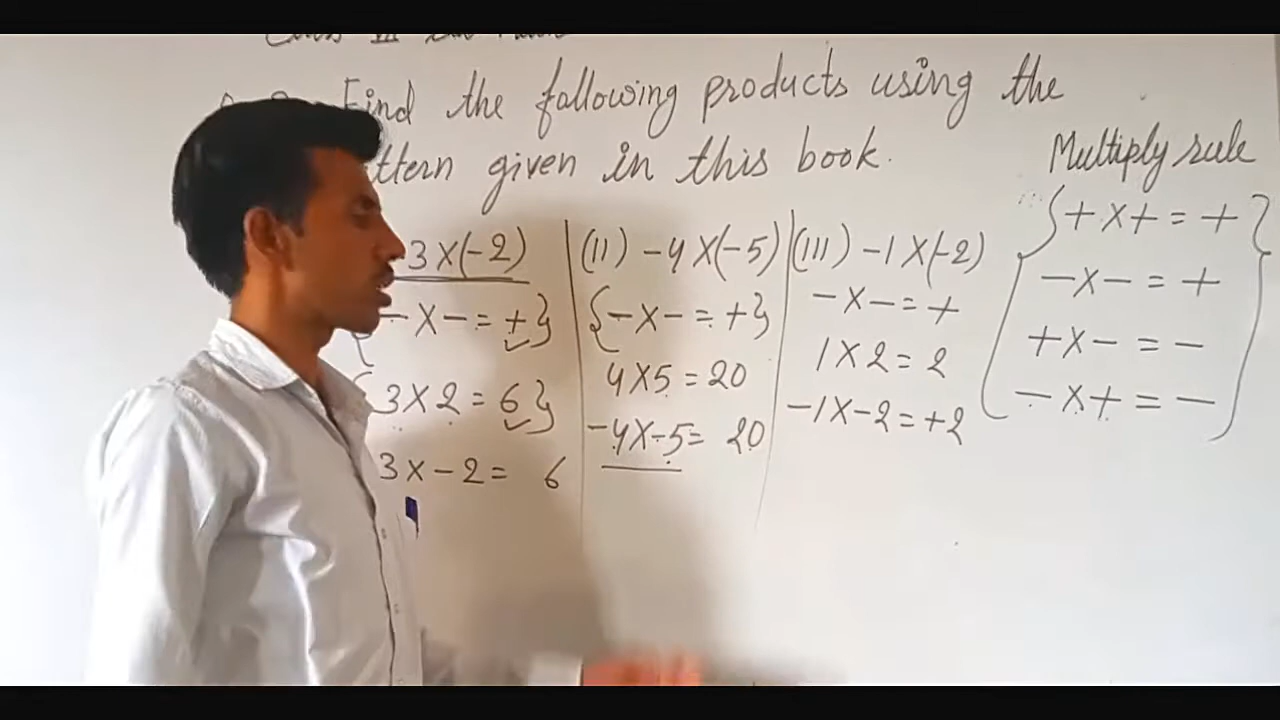 Find the following products using the
ttern given in this book.
Multiply rule
3 x (-2)
- x - = + }
{ 3 x 2 = 6 }
3 x - 2 = 6
(II) - 4 x (-5)
{ - x - = + }
4 x 5 = 20
- 4 x - 5 = 20
(III) - 1 x (-2)
- x - = +
1 x 2 = 2
- 1 x - 2 = +2
{ + x + = + }
- x - = +
+ x - = -
- x + = -